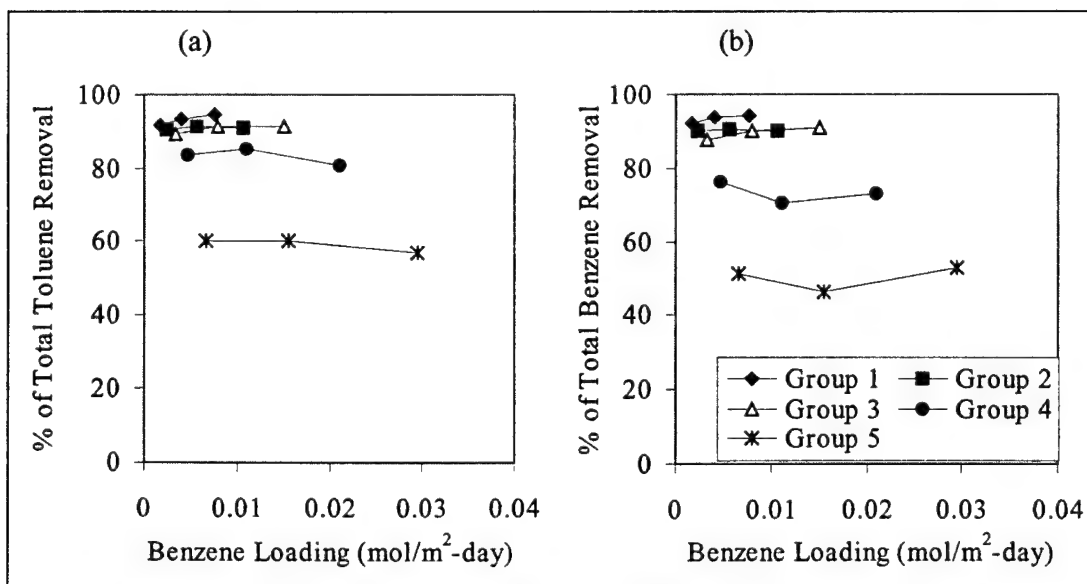 (a)
% of Total Toluene Removal
100
80
60
40
20
0
0
0.01
0.02
0.03
0.04
Benzene Loading (mol/m²-day)
(b)
% of Total Benzene Removal
100
80
60
40
20
0
Group 1
Group 2
Group 3
Group 4
Group 5
0
0.01
0.02
0.03
0.04
Benzene Loading (mol/m²-day)